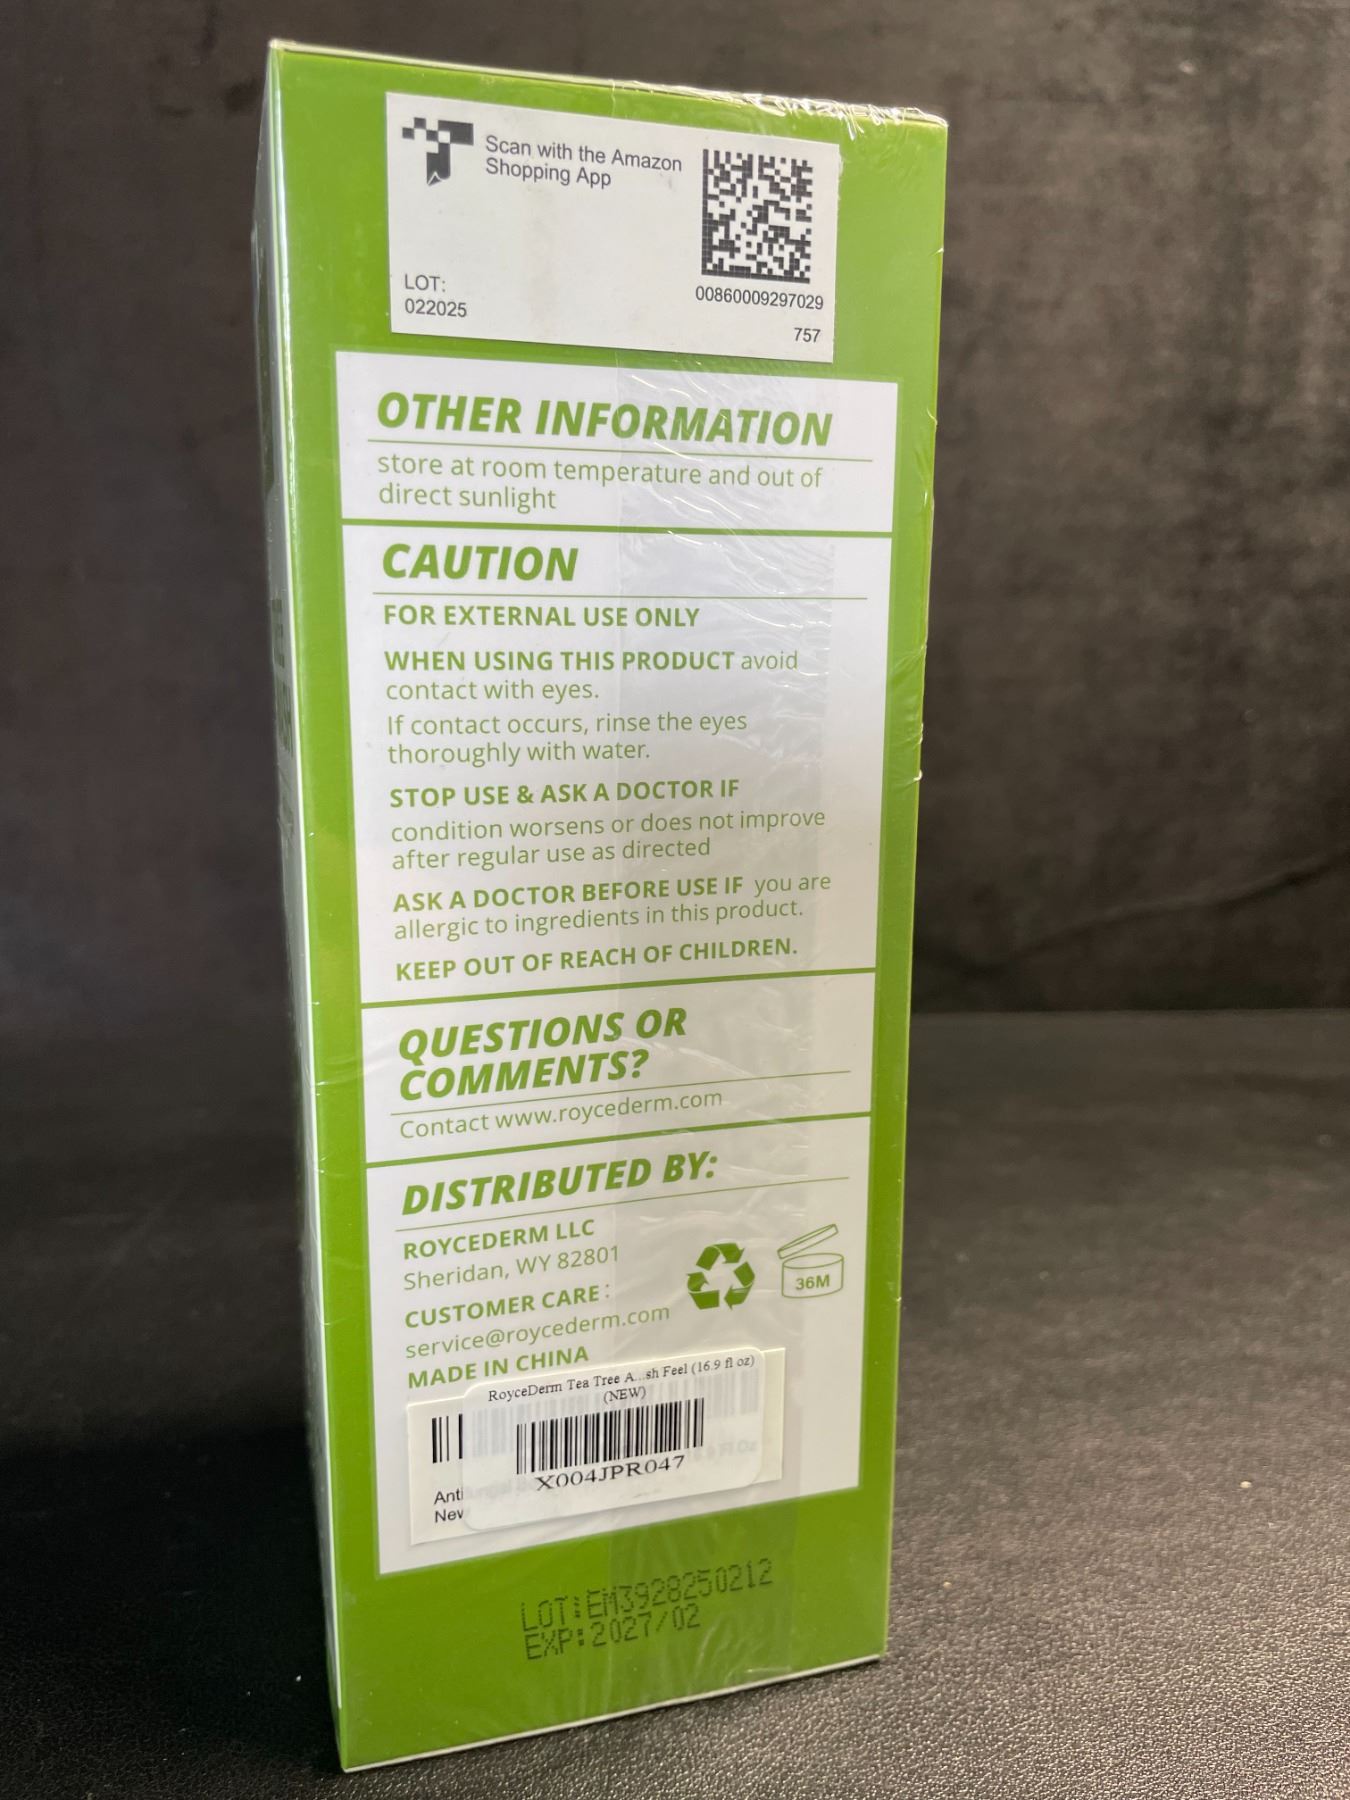 Scan with the Amazon
Shopping App
LOT:
022025
00860009297029
757
OTHER INFORMATION
store at room temperature and out of
direct sunlight
CAUTION
FOR EXTERNAL USE ONLY
WHEN USING THIS PRODUCT avoid
contact with eyes.
If contact occurs, rinse the eyes
thoroughly with water.
STOP USE & ASK A DOCTOR IF
condition worsens or does not improve
after regular use as directed
ASK A DOCTOR BEFORE USE IF you are
allergic to ingredients in this product.
KEEP OUT OF REACH OF CHILDREN.
QUESTIONS OR
COMMENTS?
Contact www.roycederm.com
DISTRIBUTED BY:
ROYCEDERM LLC
Sheridan, WY 82801
CUSTOMER CARE :
service@roycederm.com
MADE IN CHINA
36M
RoyceDerm Tea Tree A...sh Feel (16.9 fl oz)
(NEW)
X004JPR047
Anti
New
LOT:EM3928250212
EXP:2027/02